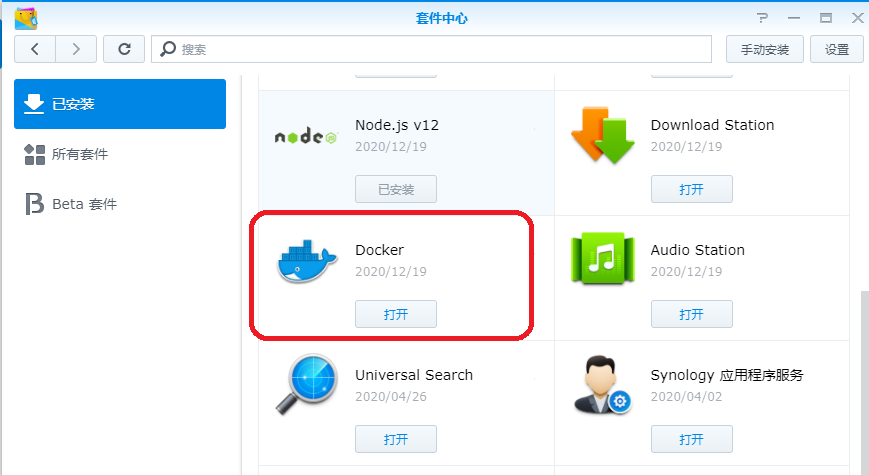 套件中心
搜索
手动安装
设置
已安装
所有套件
Beta 套件
node
Node.js v12
2020/12/19
已安装
Download Station
2020/12/19
打开
Docker
2020/12/19
打开
Audio Station
2020/12/19
打开
Universal Search
2020/04/26
打开
Synology 应用程序服务
2020/04/02
打开